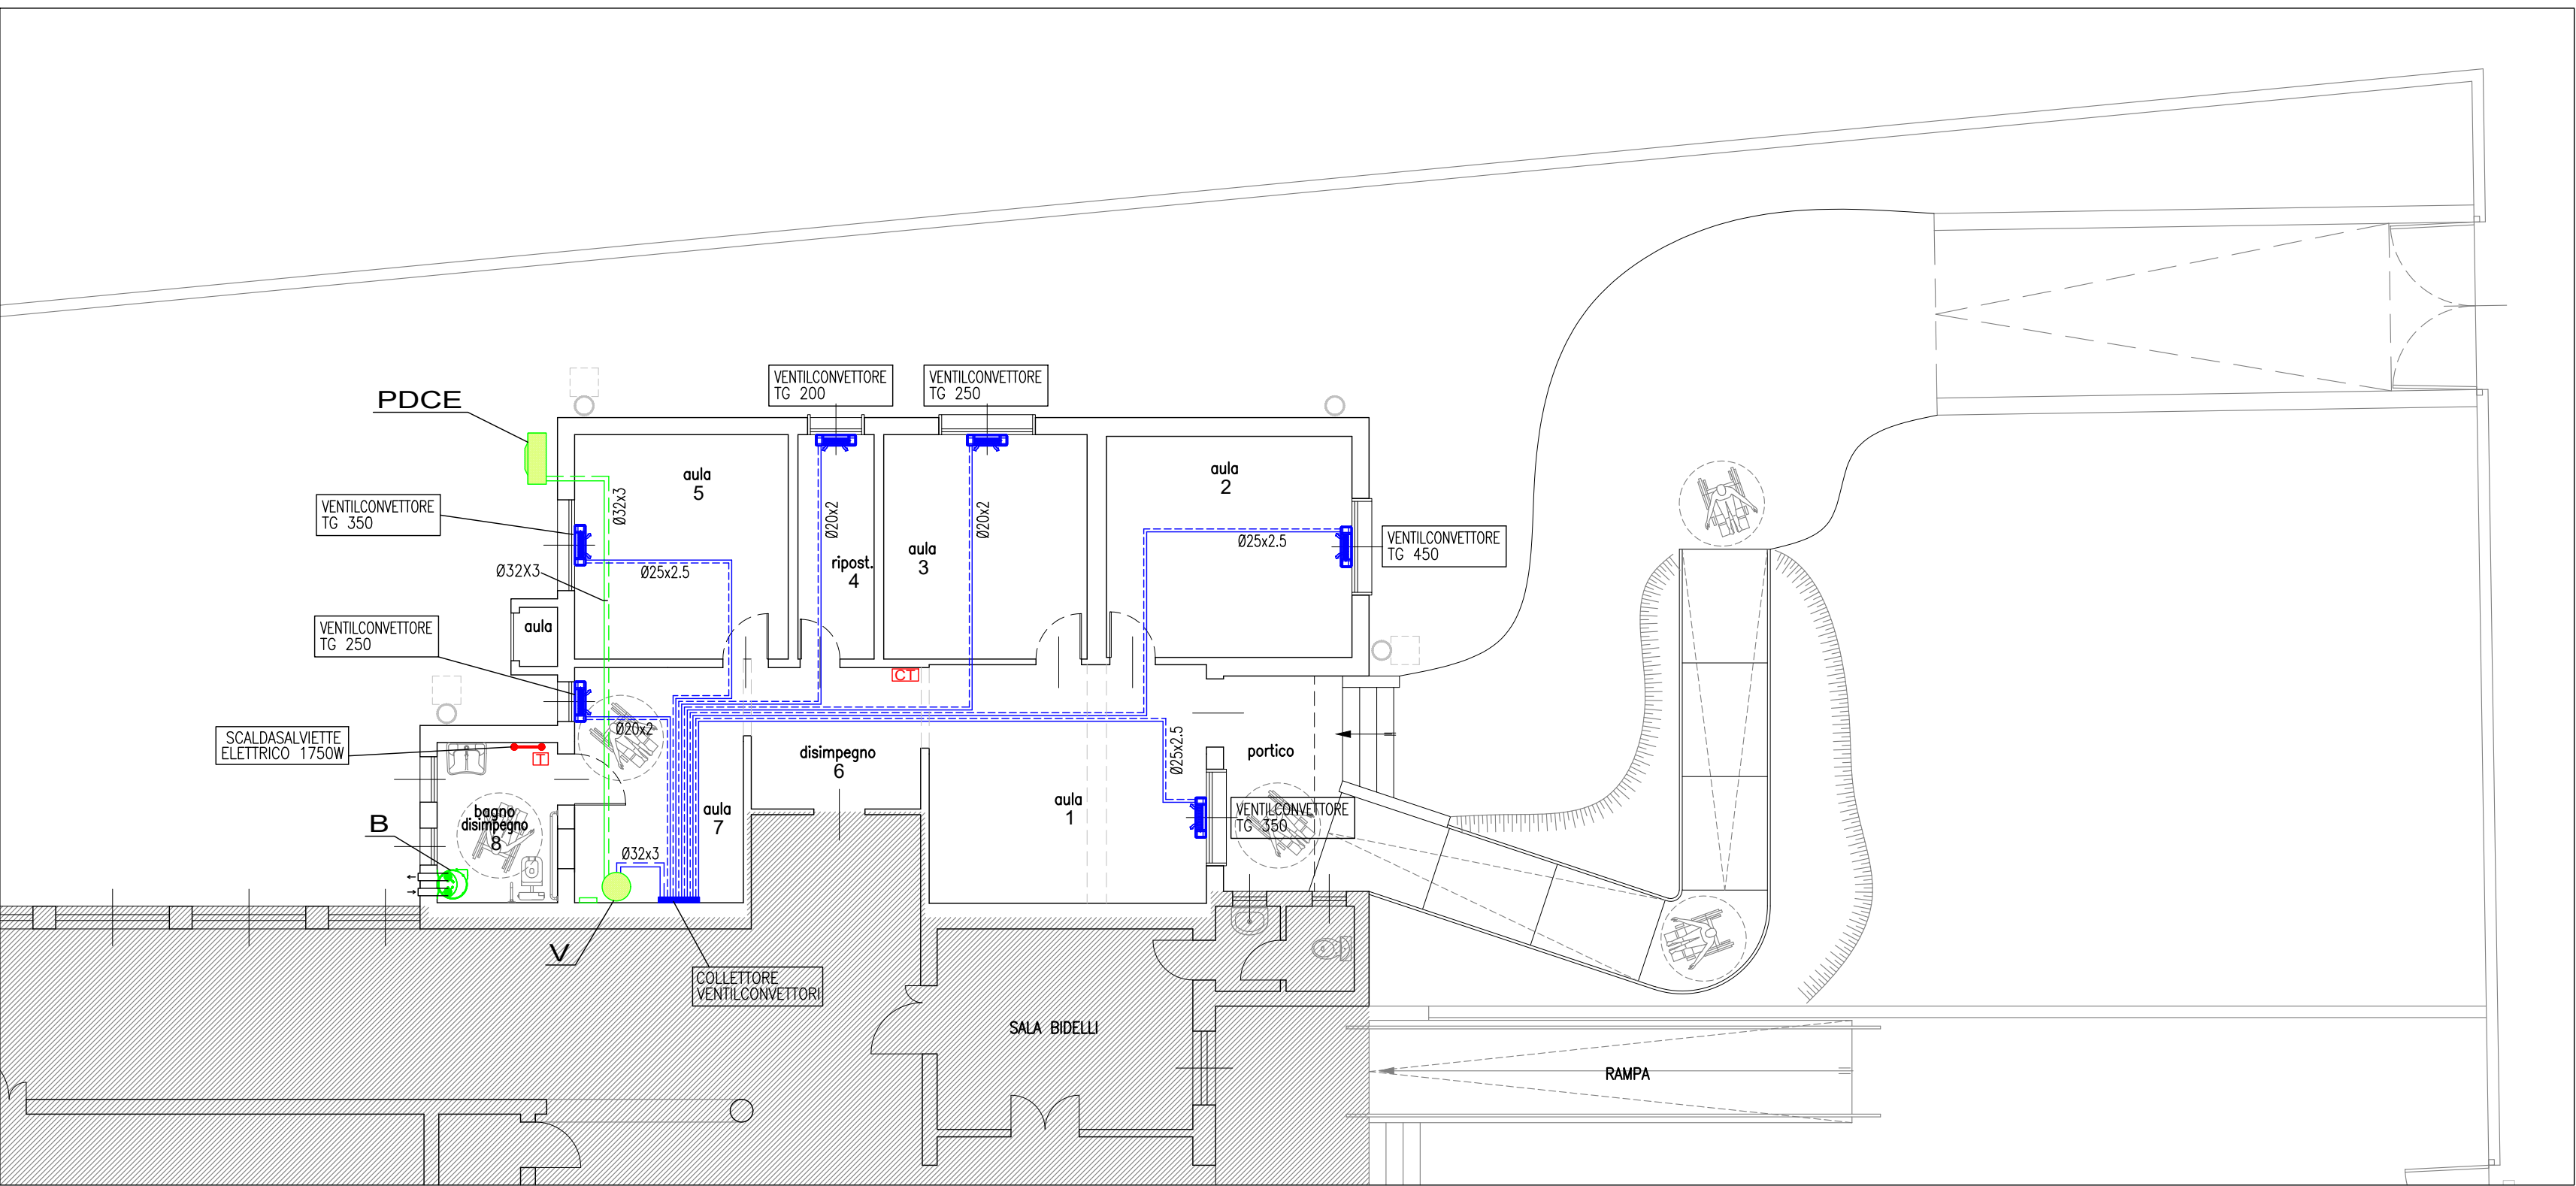 VENTILCONVETTORE
TG 200
VENTILCONVETTORE
TG 250
PDCE
VENTILCONVETTORE
TG 350
Ø32x3
aula
5
Ø20x2
ripost.
4
aula
3
Ø20x2
aula
2
Ø25x2.5
VENTILCONVETTORE
TG 450
Ø32X3
Ø25x2.5
aula
VENTILCONVETTORE
TG 250
CT
SCALDASALVIETTE
ELETTRICO 1750W
T
Ø20x2
disimpegno
6
Ø25x2.5
portico
B
bagno
disimpegno
8
aula
7
Ø32x3
aula
1
VENTILCONVETTORE
TG 350
V
COLLETTORE
VENTILCONVETTORI
SALA BIDELLI
RAMPA